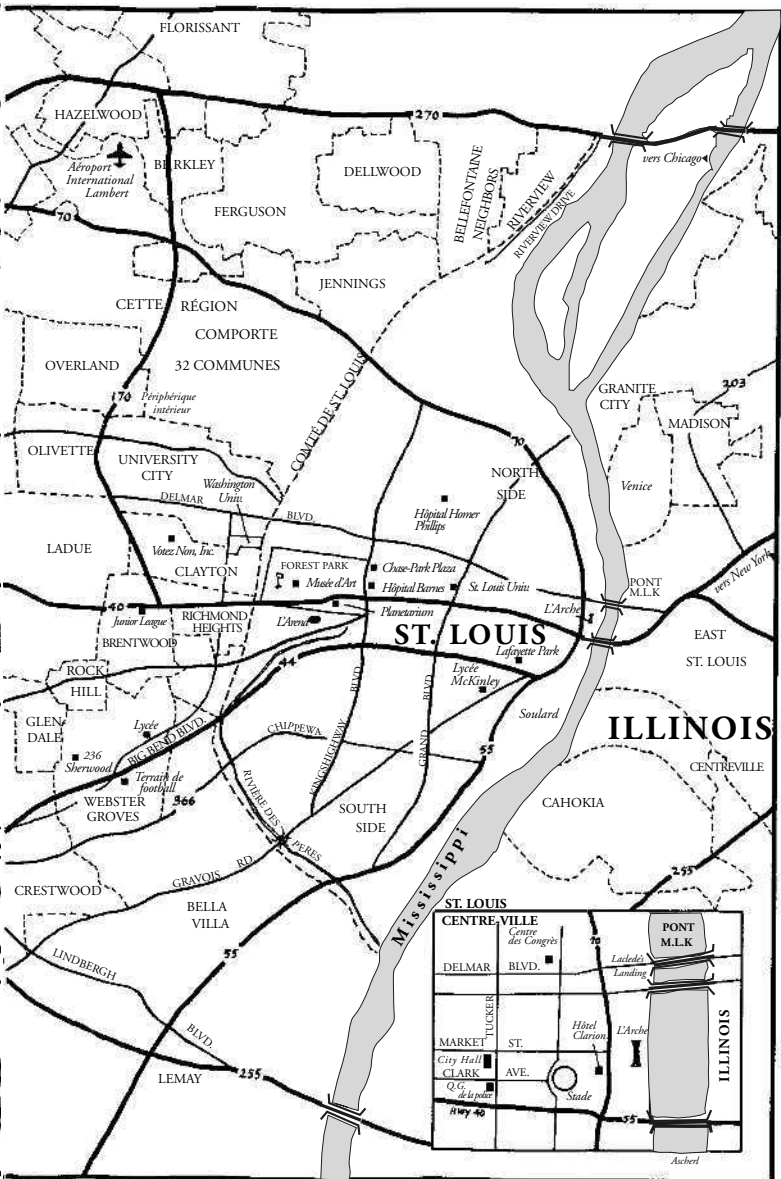 FLORISSANT
HAZELWOOD
270
BERKLEY
Aéroport
International
Lambert
DELLWOOD
BELLEFONTAINE
NEIGHBORS
RIVERVIEW
RIVERVIEW DRIVE
vers Chicago
70
FERGUSON
JENNINGS
CETTE RÉGION
COMPORTE
32 COMMUNES
OVERLAND
170
Périphérique
intérieur
COMTÉ DE ST. LOUIS
GRANITE
CITY
203
MADISON
OLIVETTE
UNIVERSITY
CITY
70
NORTH
SIDE
Venice
Washington
Univ.
DELMAR
BLVD.
Hôpital Homer
Phillips
LADUE
Votez Non, Inc.
CLAYTON
FOREST PARK
Musée d'Art
Chase-Park Plaza
Hôpital Barnes
St. Louis Univ.
PONT
M.L.K
vers New York
40
Junior League
RICHMOND
HEIGHTS
Planetarium
L'Arena
L'Arche
BRENTWOOD
ST. LOUIS
EAST
ST. LOUIS
ROCK
HILL
44
Lafayette Park
Lycée
McKinley
BLVD.
BLVD.
Soulard
GLEN-
DALE
Lycée
BIG BEND BLVD.
CHIPPEWA
KINGSHIGHWAY
GRAND
55
ILLINOIS
236
Sherwood
Terrain de
football
CENTREVILLE
WEBSTER
GROVES
366
RIVIÈRE DES
PERES
SOUTH
SIDE
CAHOKIA
Mississippi
255
CRESTWOOD
GRAVOIS
RD.
BELLA
VILLA
55
LINDBERGH
BLVD.
LEMAY
255
ST. LOUIS
CENTRE-VILLE
Centre
des Congrès
70
PONT
M.L.K
DELMAR
BLVD.
Lacledés
Landing
TUCKER
MARKET
ST.
Hôtel
Clarion
L'Arche
ILLINOIS
City Hall
CLARK
AVE.
Q.G.
de la police
Stade
Hwy 40
55
Ascherl